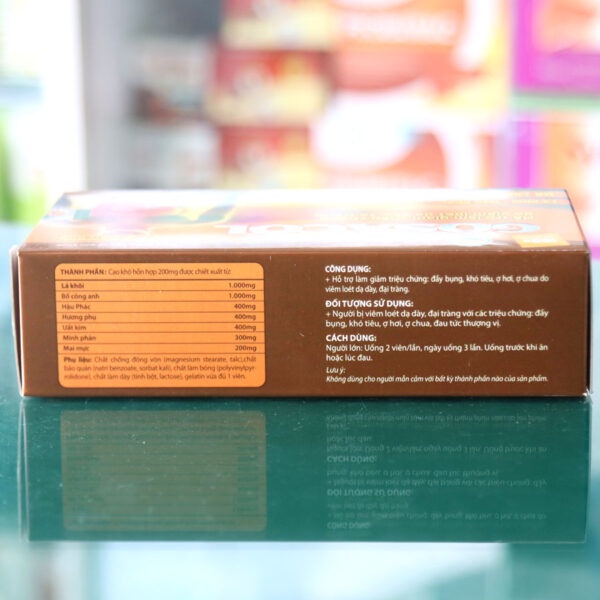 THÀNH PHẦN: Cao khô hỗn hợp 200mg được chiết xuất từ:
Lá khôi 1.000mg
Bồ công anh 1.000mg
Hậu Phác 400mg
Hương phụ 400mg
Uất kim 400mg
Minh phàn 300mg
Mai mực 200mg
Phụ liệu: Chất chống đông vón (magnesium stearate, talc),chất
bảo quản (natri benzoate, sorbat kali), chất làm bóng (polyvinylpyr-
rolidone), chất làm dày (tinh bột, lactose), gelatin vừa đủ 1 viên.
CÔNG DỤNG:
+ Hỗ trợ làm giảm triệu chứng: đầy bụng, khó tiêu, ợ hơi, ợ chua do
viêm loét dạ dày, đại tràng.
ĐỐI TƯỢNG SỬ DỤNG:
+ Người bị viêm loét dạ dày, đại tràng với các triệu chứng: đầy
bụng, khó tiêu, ợ hơi, ợ chua, đau tức thượng vị.
CÁCH DÙNG:
Người lớn: Uống 2 viên/lần, ngày uống 3 lần. Uống trước khi ăn
hoặc lúc đau.
Lưu ý:
Không dùng cho người mẫn cảm với bất kỳ thành phần nào của sản phẩm.